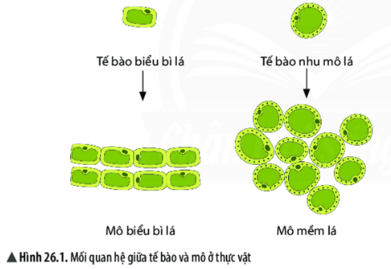 Tế bào biểu bì lá
Tế bào nhu mô lá
Mô biểu bì lá
Mô mềm lá
▲ Hình 26.1. Mối quan hệ giữa tế bào và mô ở thực vật